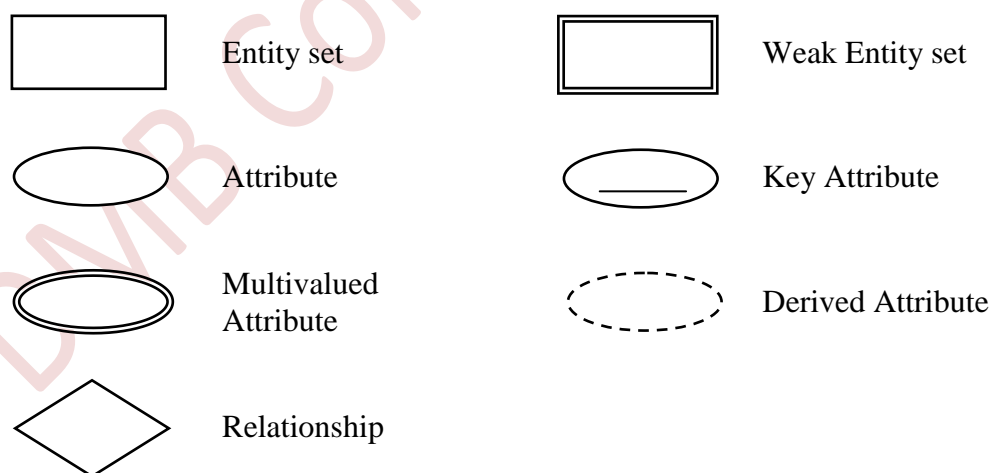 Entity set
Weak Entity set
Attribute
Key Attribute
Multivalued
Attribute
Derived Attribute
Relationship